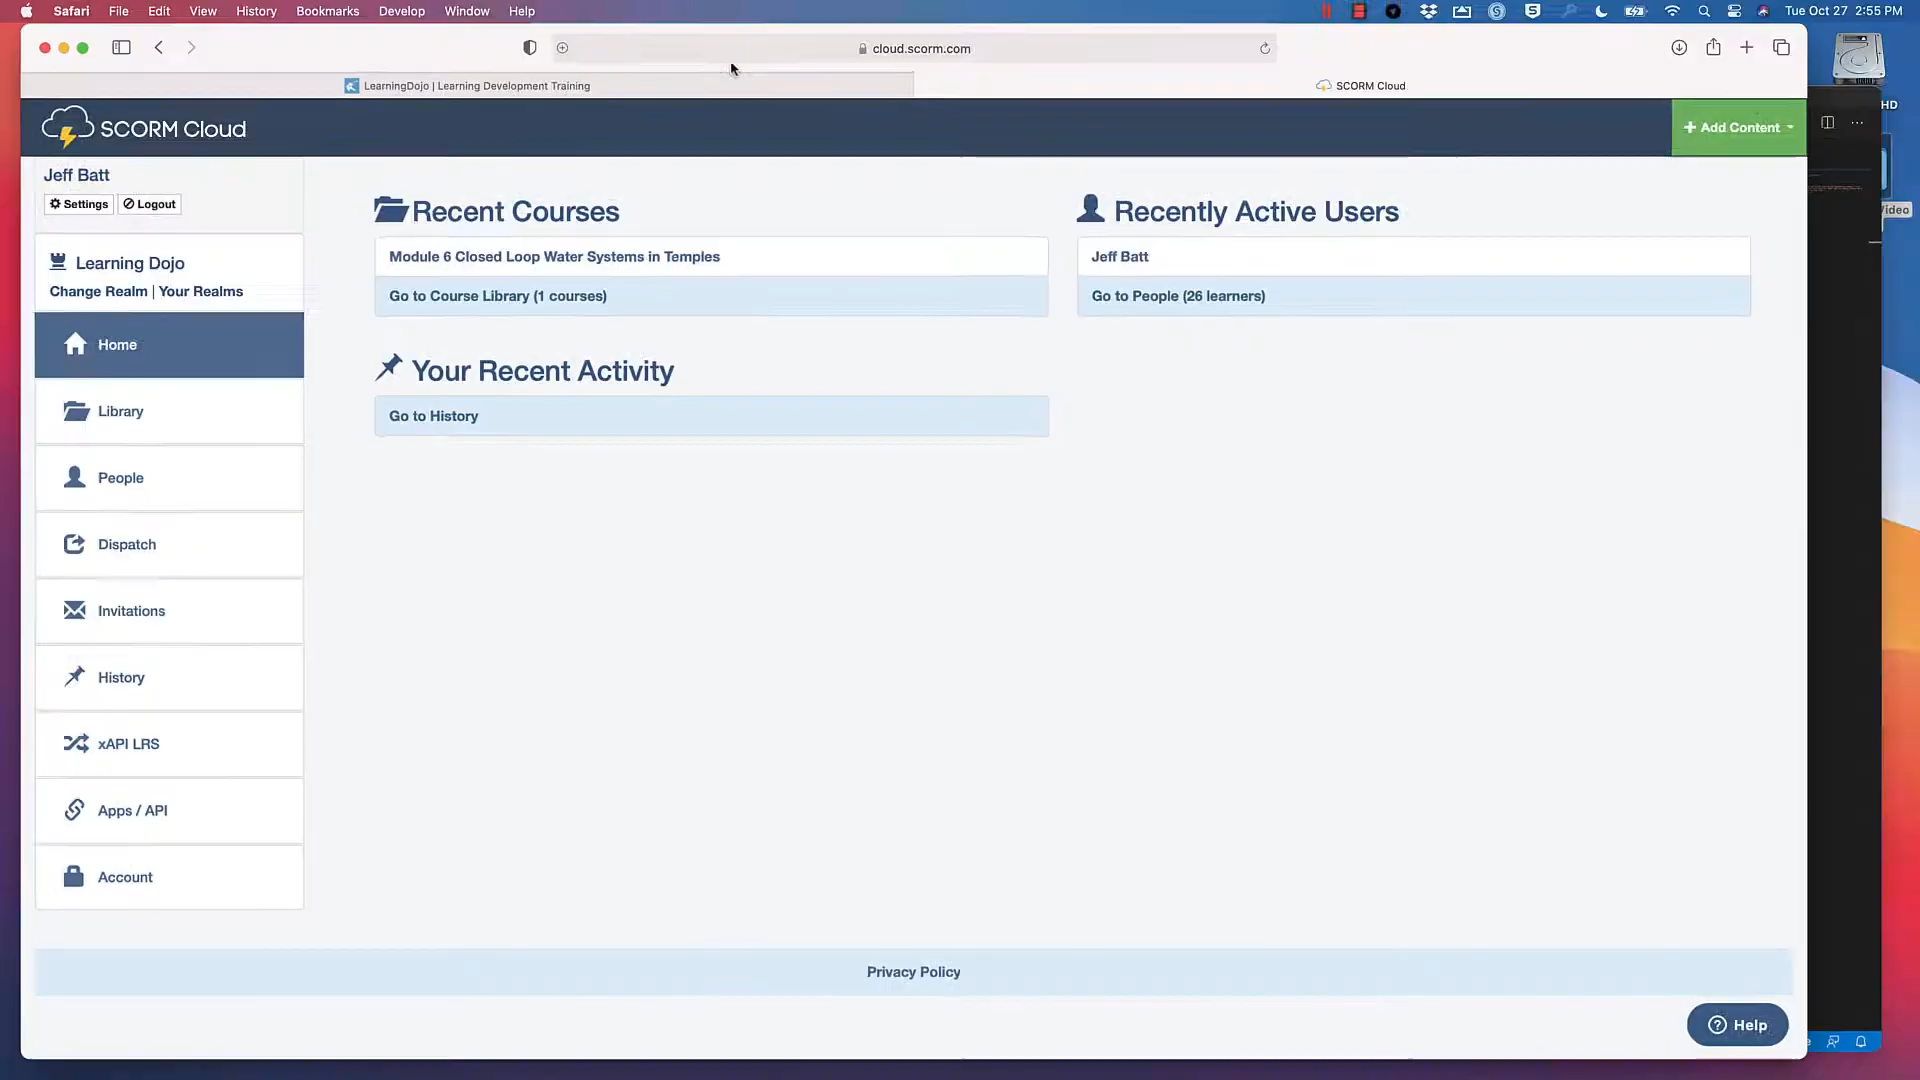 Safari File Edit View History Bookmarks Develop Window Help
Tue Oct 27 2:55 PM
cloud.scorm.com
LearningDojo | Learning Development Training
SCORM Cloud
HD
SCORM Cloud
+ Add Content
Jeff Batt
Settings
Logout
Video
Learning Dojo
Change Realm | Your Realms
Home
Library
People
Dispatch
Invitations
History
xAPI LRS
Apps / API
Account
Recent Courses
Module 6 Closed Loop Water Systems in Temples
Go to Course Library (1 courses)
Your Recent Activity
Go to History
Recently Active Users
Jeff Batt
Go to People (26 learners)
Privacy Policy
Help